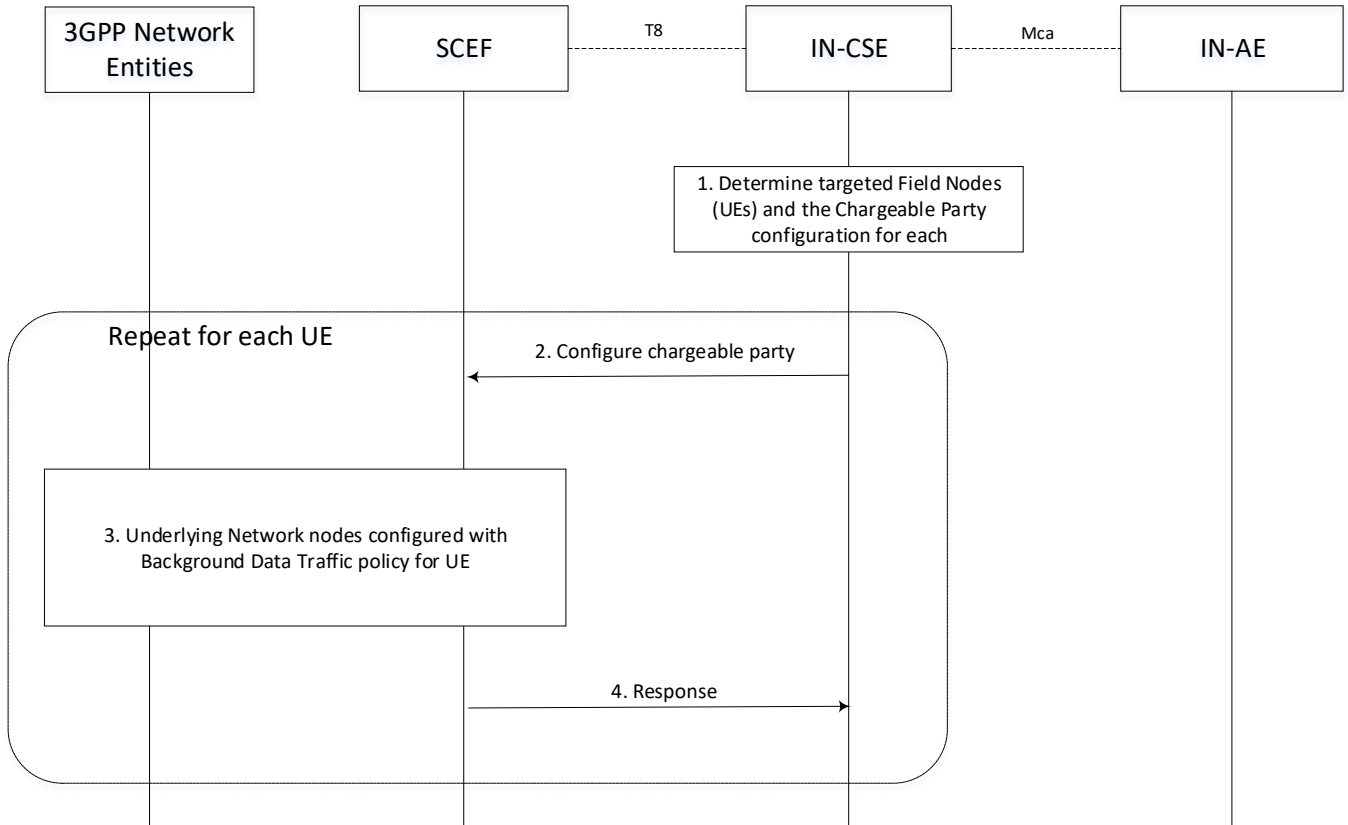 3GPP Network
Entities
SCEF
T8
IN-CSE
Mca
IN-AE
1. Determine targeted Field Nodes
(UEs) and the Chargeable Party
configuration for each
Repeat for each UE
2. Configure chargeable party
3. Underlying Network nodes configured with
Background Data Traffic policy for UE
4. Response